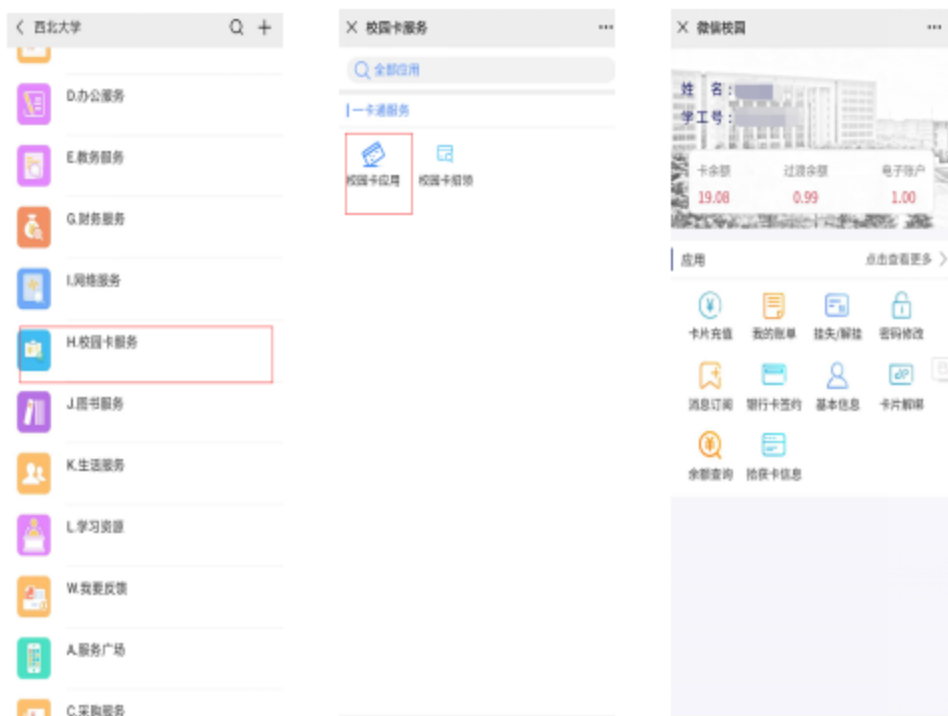 西北大学
D.办公服务
E.教务服务
G.财务服务
I.网络服务
H.校园卡服务
J.图书服务
K.生活服务
L.学习资源
W.我要反馈
A.服务广场
C.采购服务
校园卡服务
全部应用
一卡通服务
校园卡应用 校园卡招领
微信校园
姓 名:
学工号:
卡余额 过渡余额 电子账户
19.08 0.99 1.00
应用 点击查看更多
卡片充值 我的账单 挂失/解挂 密码修改
消息订阅 银行卡签约 基本信息 卡片解绑
余额查询 拾获卡信息